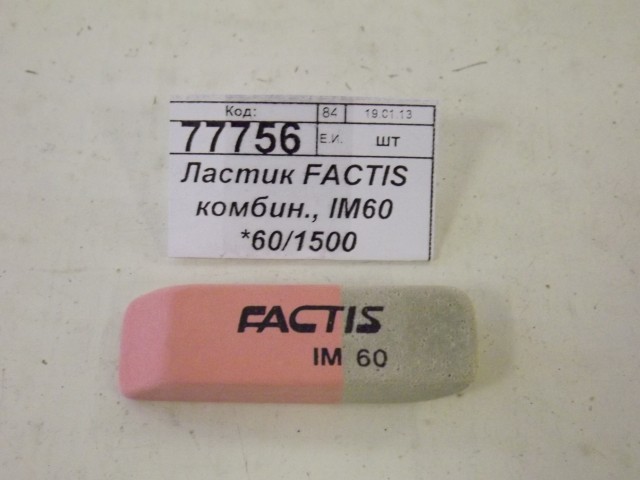 Код: 84 19.01.13
77756 Е.И. шт
Ластик FACTIS
комбин., IM60
*60/1500
FACTIS
IM 60